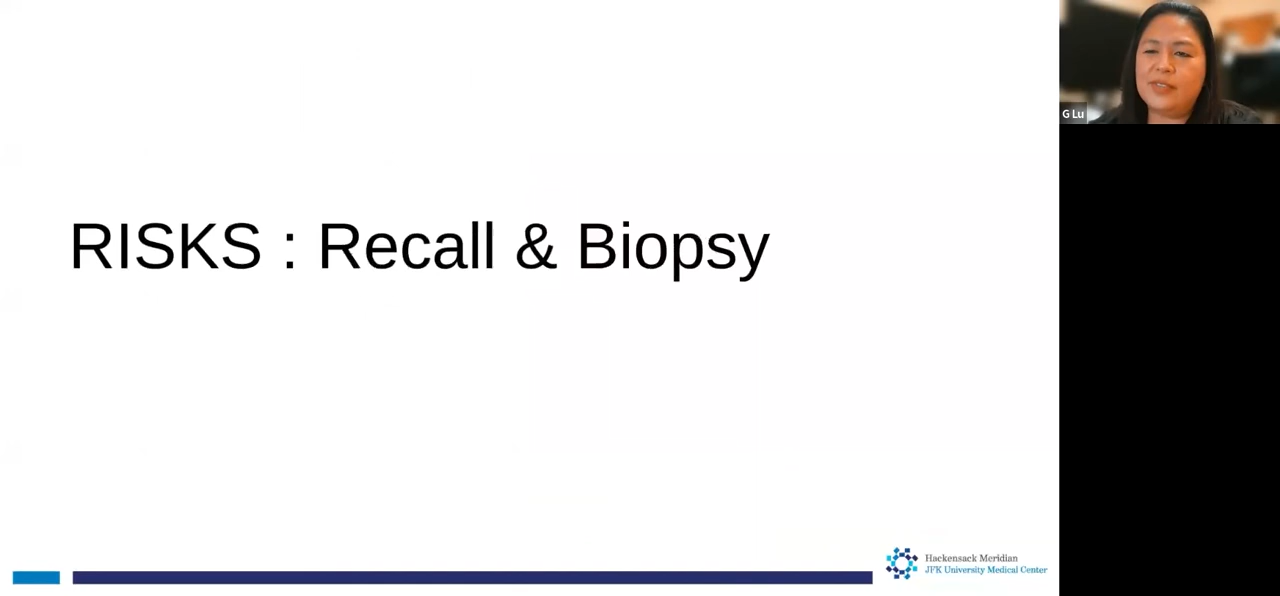 RISKS : Recall & Biopsy
G Lu
Hackensack Meridian
JFK University Medical Center